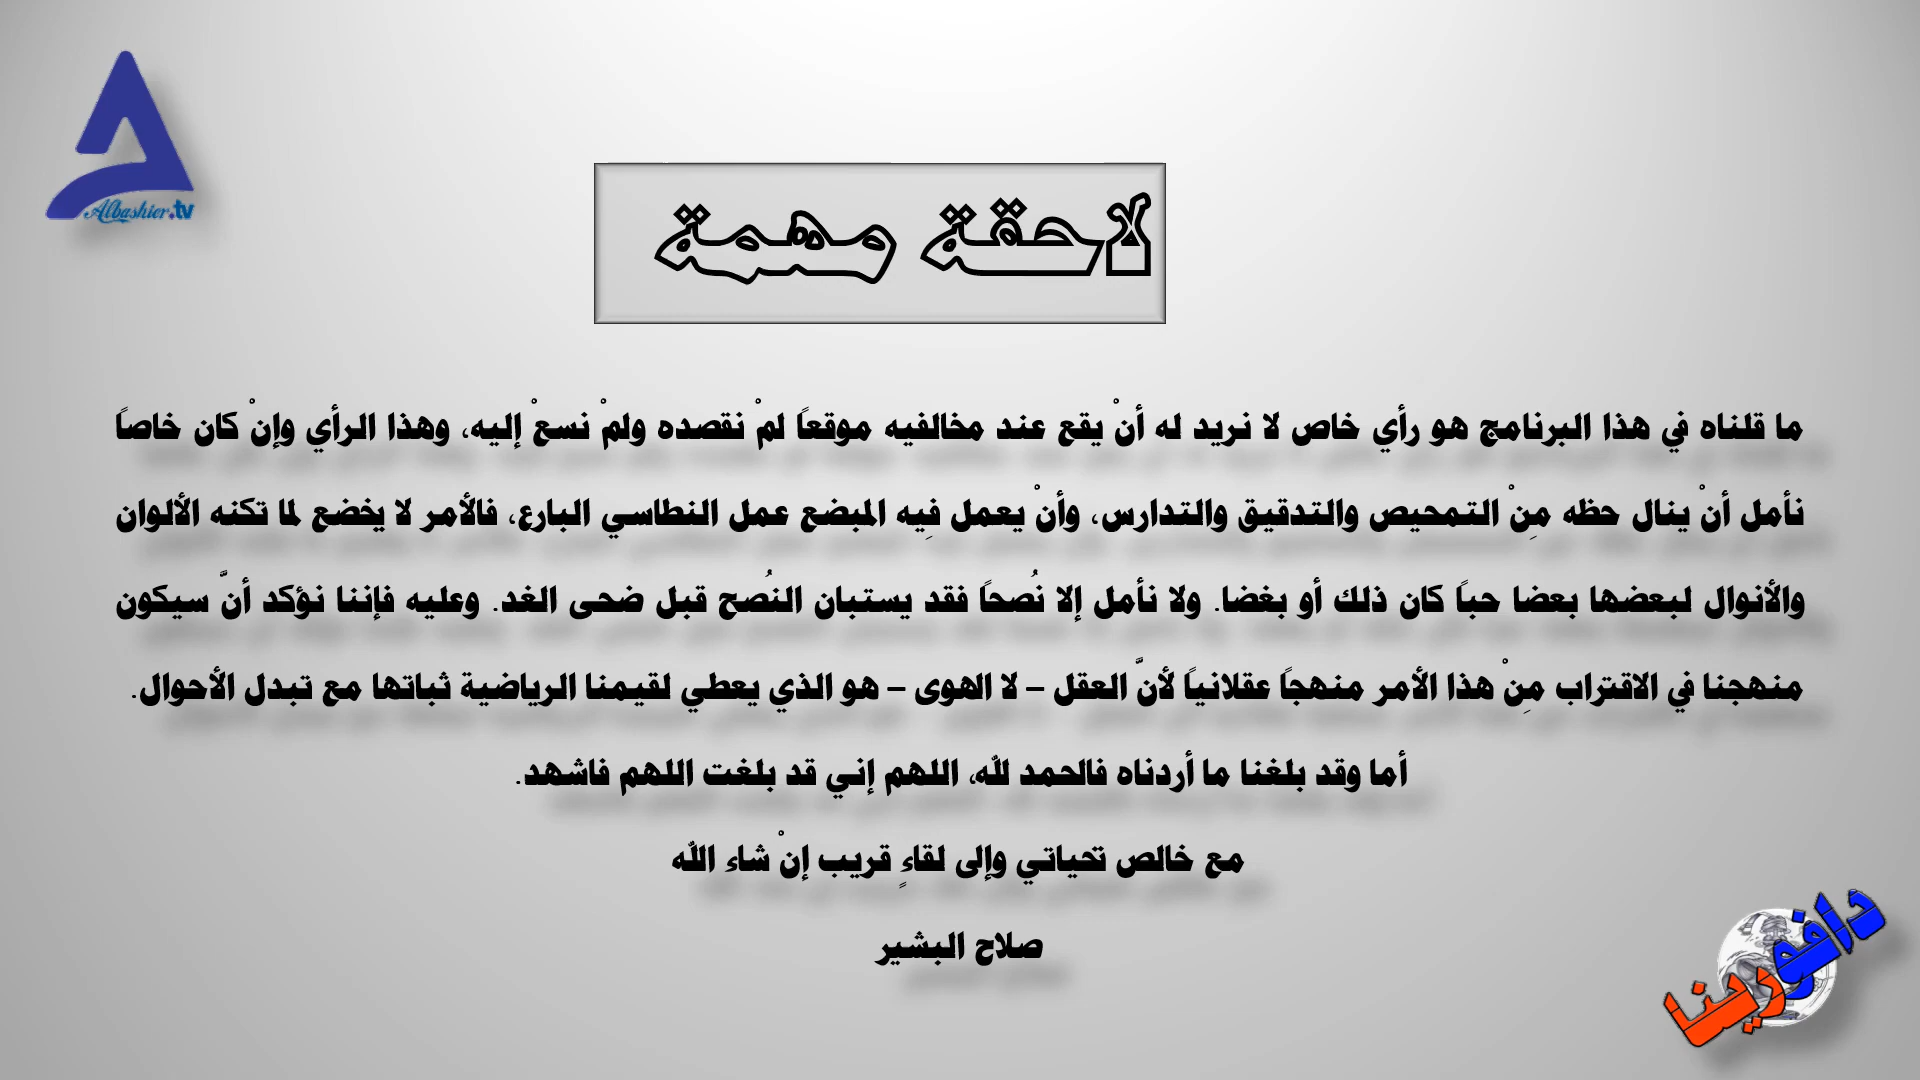 Albashier.tv
لاحقة مهمة
ما قلناه في هذا البرنامج هو رأي خاص لا نريد له أنْ يقع عند مخالفيه موقعاً لمْ نقصده ولمْ نسعْ إليه، وهذا الرأي وإنْ كان خاصاً
نأمل أنْ ينال حظه مِنْ التمحيص والتدقيق والتدارس، وأنْ يعمل فِيه المبضع عمل النطاسي البارع، فالأمر لا يخضع لما تكنه الألوان
والأنوال لبعضها بعضا حباً كان ذلك أو بغضا. ولا نأمل إلا نُصحاً فقد يستبان النُصح قبل ضحى الغد. وعليه فإننا نؤكد أنَّ سيكون
منهجنا في الاقتراب مِنْ هذا الأمر منهجاً عقلانياً لأنَّ العقل – لا الهوى – هو الذي يعطي لقيمنا الرياضية ثباتها مع تبدل الأحوال.
أما وقد بلغنا ما أردناه فالحمد لله، اللهم إني قد بلغت اللهم فاشهد.
مع خالص تحياتي وإلى لقاءٍ قريب إنْ شاء الله
صلاح البشير
دافورينا